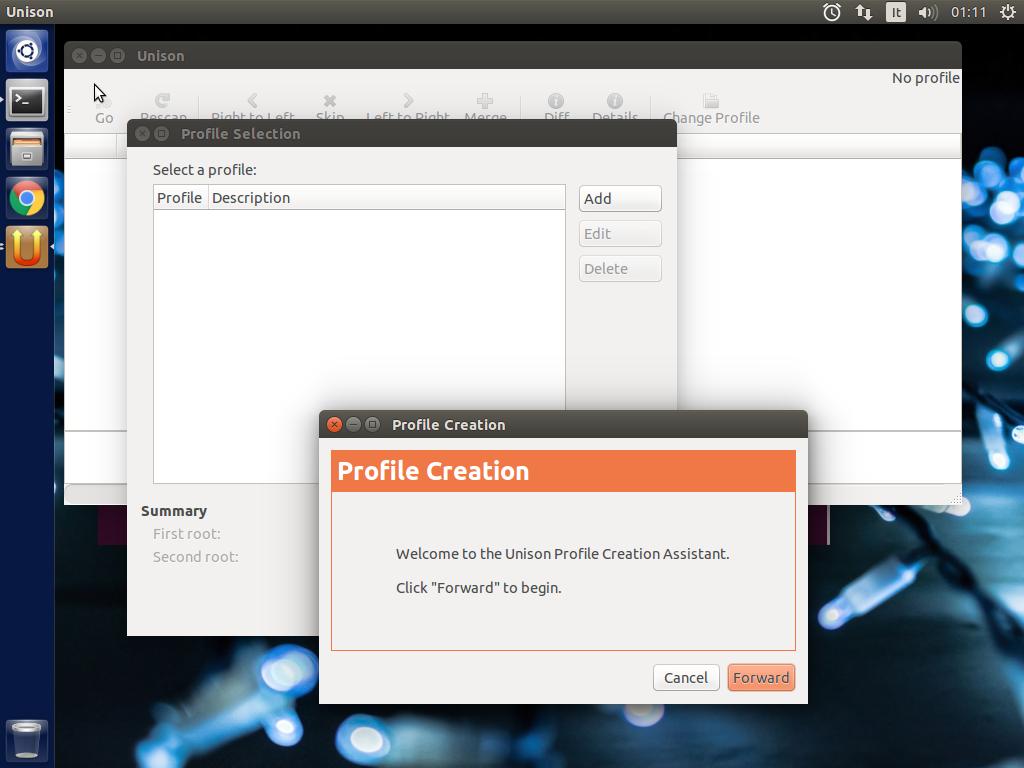 Unison
It
01:11
Unison
No profile
Go Rescan Right to Left Skip Left to Right Merge Diff Details Change Profile
Profile Selection
Select a profile:
Profile Description
Add
Edit
Delete
Profile Creation
Profile Creation
Welcome to the Unison Profile Creation Assistant.
Click "Forward" to begin.
Cancel Forward
Summary
First root:
Second root: